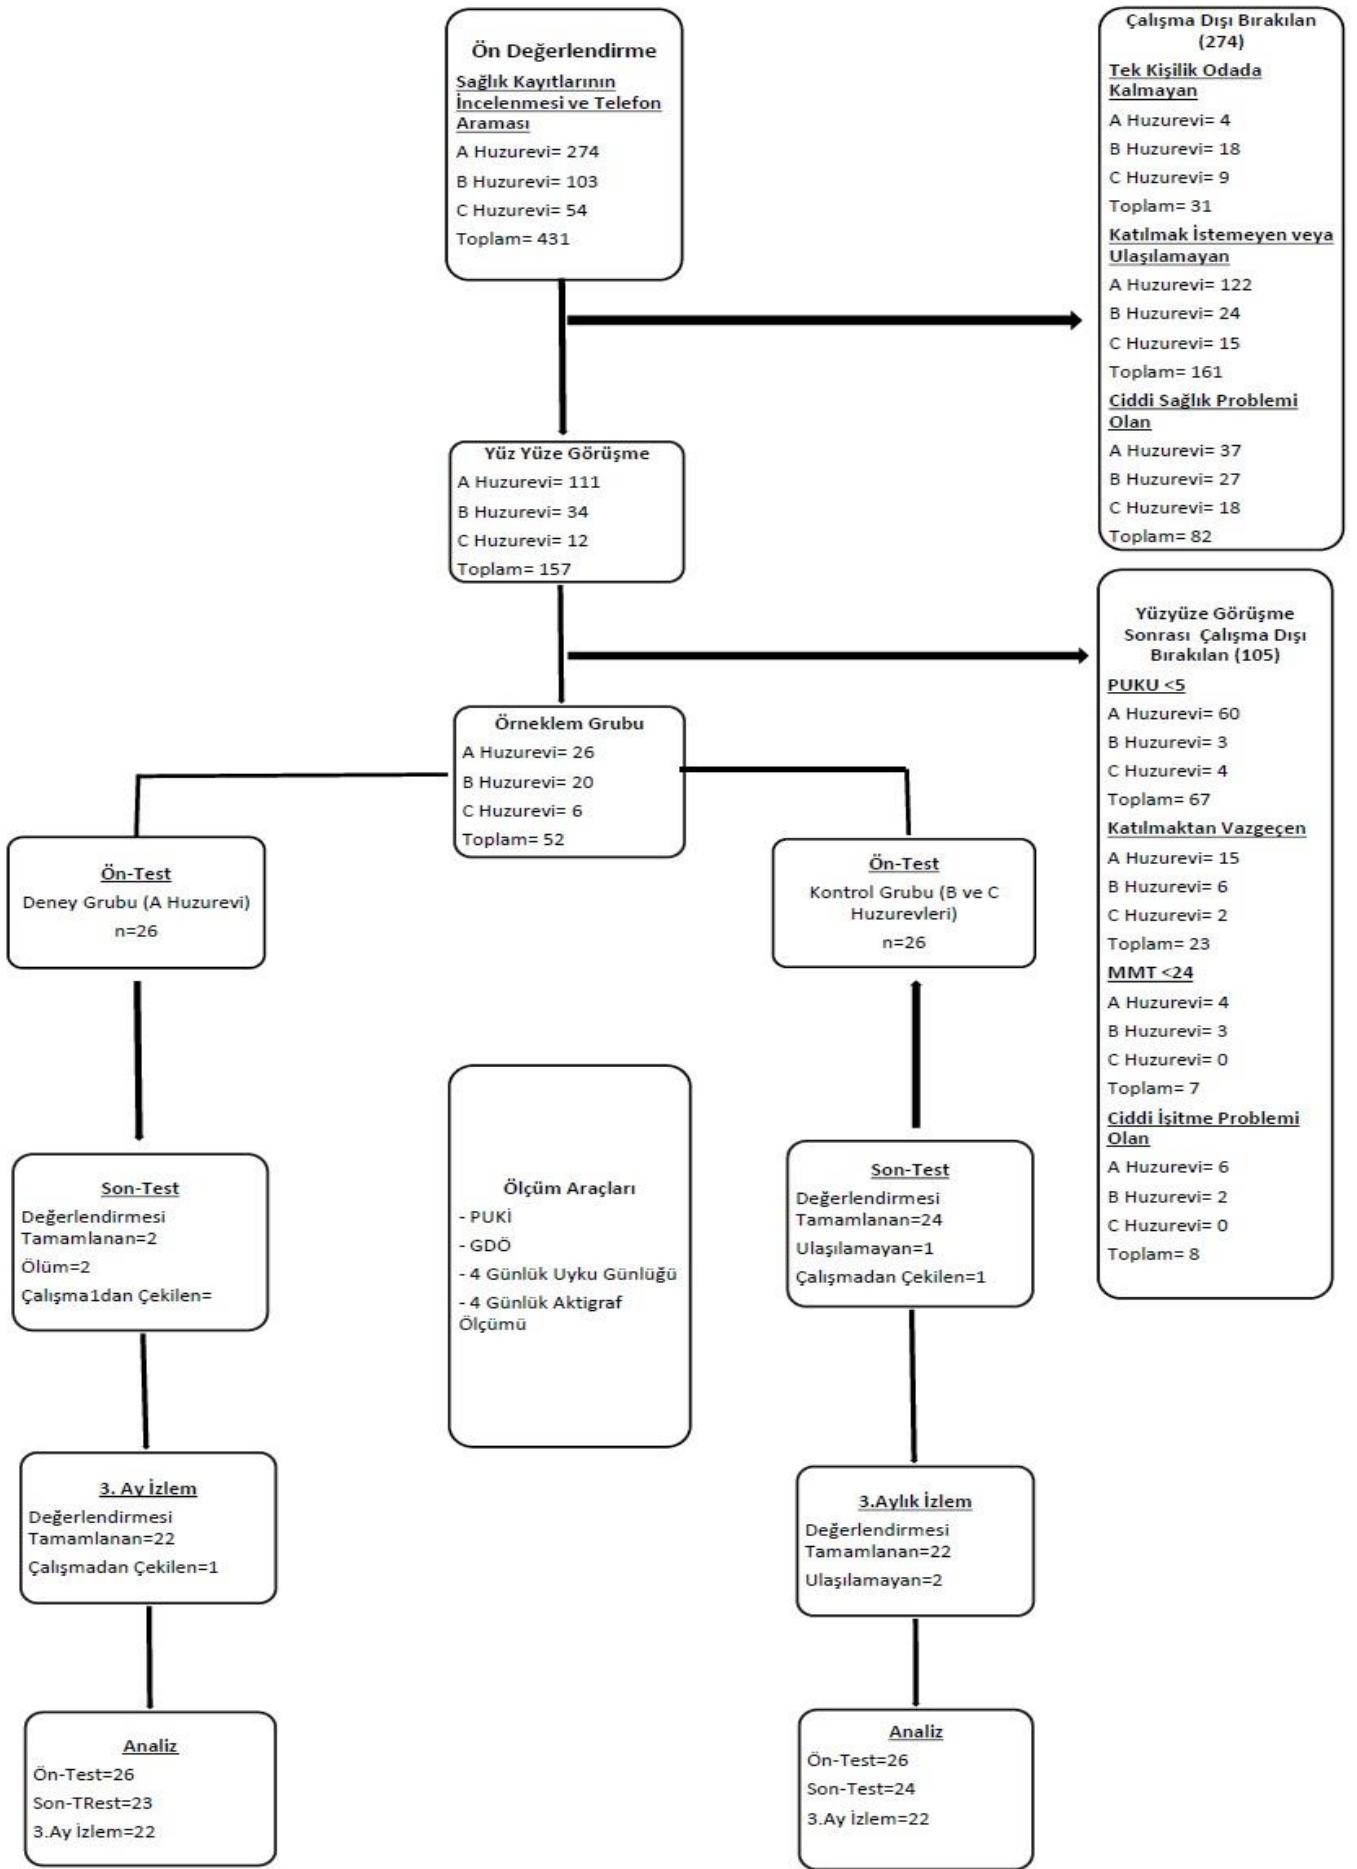 Ön Değerlendirme
Sağlık Kayıtlarının
İncelenmesi ve Telefon
Araması
A Huzurevi= 274
B Huzurevi= 103
C Huzurevi= 54
Toplam= 431
Çalışma Dışı Bırakılan
(274)
Tek Kişilik Odada
Kalmayan
A Huzurevi= 4
B Huzurevi= 18
C Huzurevi= 9
Toplam= 31
Katılmak İstemeyen veya
Ulaşılamayan
A Huzurevi= 122
B Huzurevi= 24
C Huzurevi= 15
Toplam= 161
Ciddi Sağlık Problemi
Olan
A Huzurevi= 37
B Huzurevi= 27
C Huzurevi= 18
Toplam= 82
Yüz Yüze Görüşme
A Huzurevi= 111
B Huzurevi= 34
C Huzurevi= 12
Toplam= 157
Yüzyüze Görüşme
Sonrası Çalışma Dışı
Bırakılan (105)
PUKU <5
A Huzurevi= 60
B Huzurevi= 3
C Huzurevi= 4
Toplam= 67
Katılmaktan Vazgeçen
A Huzurevi= 15
B Huzurevi= 6
C Huzurevi= 2
Toplam= 23
MMT <24
A Huzurevi= 4
B Huzurevi= 3
C Huzurevi= 0
Toplam= 7
Ciddi İşitme Problemi
Olan
A Huzurevi= 6
B Huzurevi= 2
C Huzurevi= 0
Toplam= 8
Örneklem Grubu
A Huzurevi= 26
B Huzurevi= 20
C Huzurevi= 6
Toplam= 52
Ön-Test
Deney Grubu (A Huzurevi)
n=26
Ön-Test
Kontrol Grubu (B ve C
Huzurevleri)
n=26
Son-Test
Değerlendirmesi
Tamamlanan=2
Ölüm=2
Çalışma1dan Çekilen=
Ölçüm Araçları
- PUKİ
- GDÖ
- 4 Günlük Uyku Günlüğü
- 4 Günlük Aktigraf
Ölçümü
Son-Test
Değerlendirmesi
Tamamlanan=24
Ulaşılamayan=1
Çalışmadan Çekilen=1
3. Ay İzlem
Değerlendirmesi
Tamamlanan=22
Çalışmadan Çekilen=1
3.Aylık İzlem
Değerlendirmesi
Tamamlanan=22
Ulaşılamayan=2
Analiz
Ön-Test=26
Son-TRest=23
3.Ay İzlem=22
Analiz
Ön-Test=26
Son-Test=24
3.Ay İzlem=22